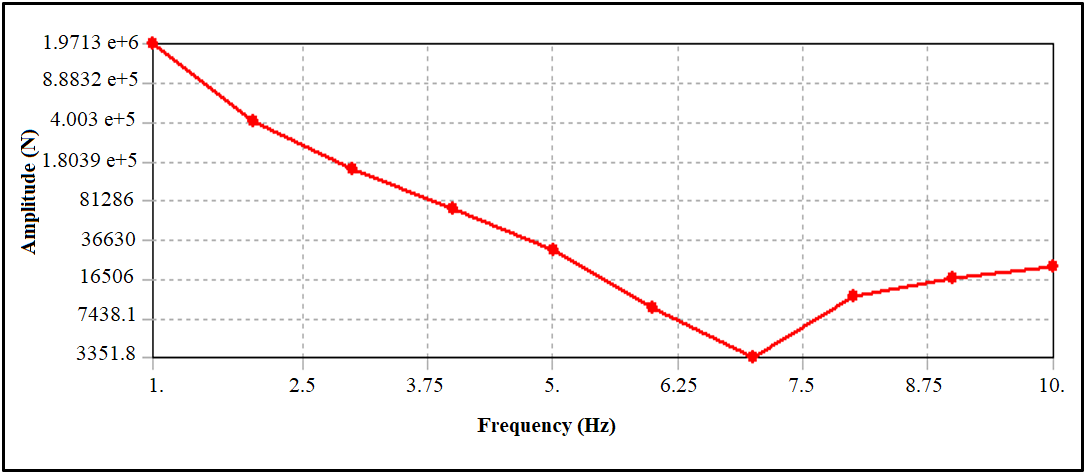 Amplitude (N)
1.9713 e+6
8.8832 e+5
4.003 e+5
1.8039 e+5
81286
36630
16506
7438.1
3351.8
1. 2.5 3.75 5. 6.25 7.5 8.75 10.
Frequency (Hz)